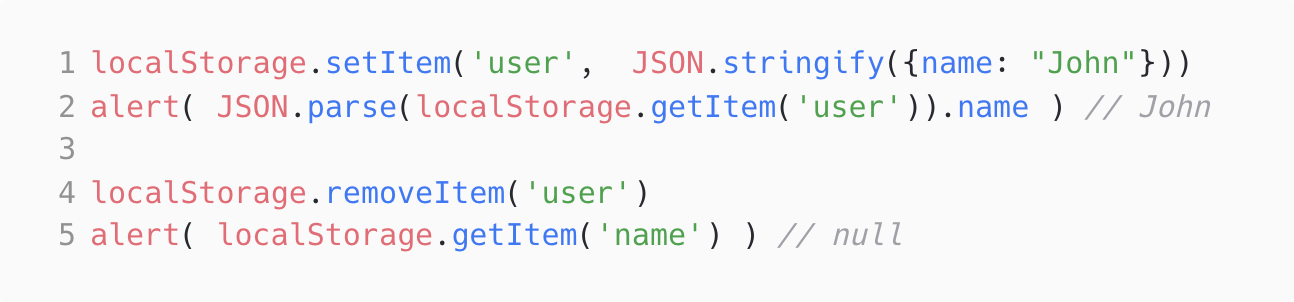 1 localStorage.setItem('user',  JSON.stringify({name: "John"}))
2 alert( JSON.parse(localStorage.getItem('user')).name ) // John
3
4 localStorage.removeItem('user')
5 alert( localStorage.getItem('name') ) // null